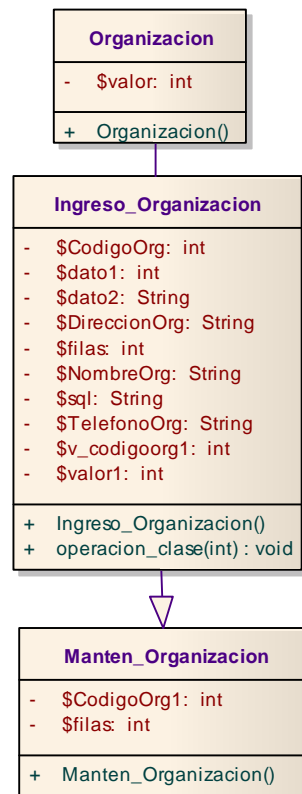 Organizacion
- $valor: int
+ Organizacion()
Ingreso_Organizacion
- $CodigoOrg: int
- $dato1: int
- $dato2: String
- $DireccionOrg: String
- $filas: int
- $NombreOrg: String
- $sql: String
- $TelefonoOrg: String
- $v_codigoorg1: int
- $valor1: int
+ Ingreso_Organizacion()
+ operacion_clase(int) : void
Manten_Organizacion
- $CodigoOrg1: int
- $filas: int
+ Manten_Organizacion()